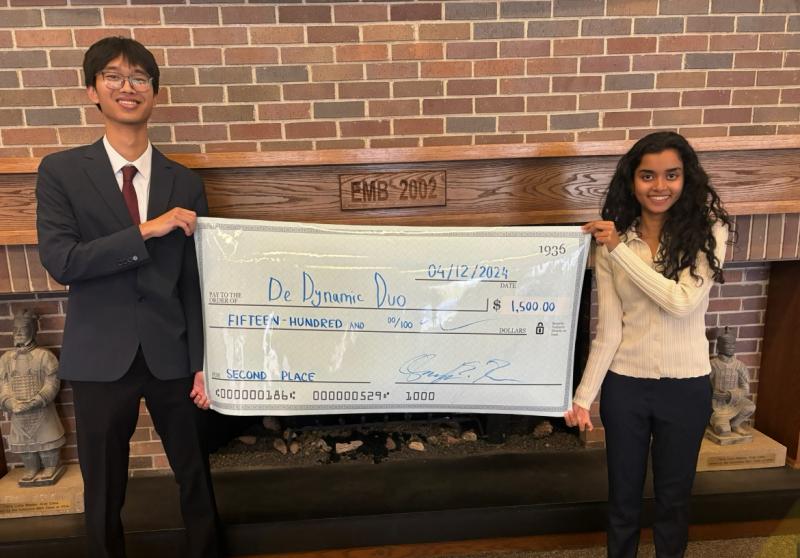 EMB 2002
1936
04/12/2024
DATE
PAY TO THE
ORDER OF
De Dynamic Duo
$ 1,500.00
FIFTEEN-HUNDRED AND 00/100
DOLLARS
FOR SECOND PLACE
⑆000000186⑆ 000000529⑈ 1000